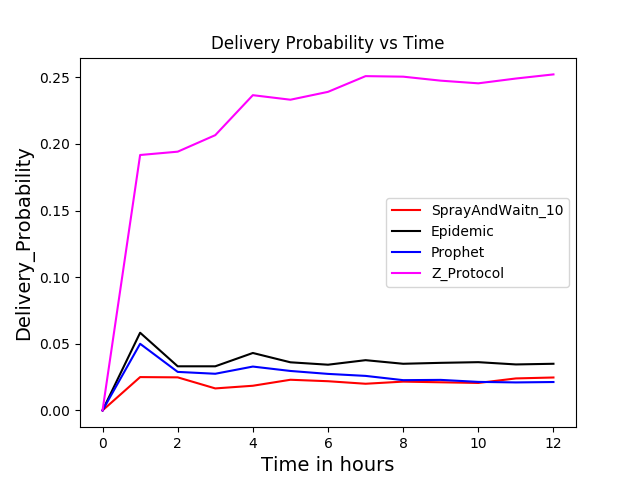 Delivery Probability vs Time
Delivery_Probability
0.25
0.20
0.15
0.10
0.05
0.00
SprayAndWaitn_10
Epidemic
Prophet
Z_Protocol
0 2 4 6 8 10 12
Time in hours